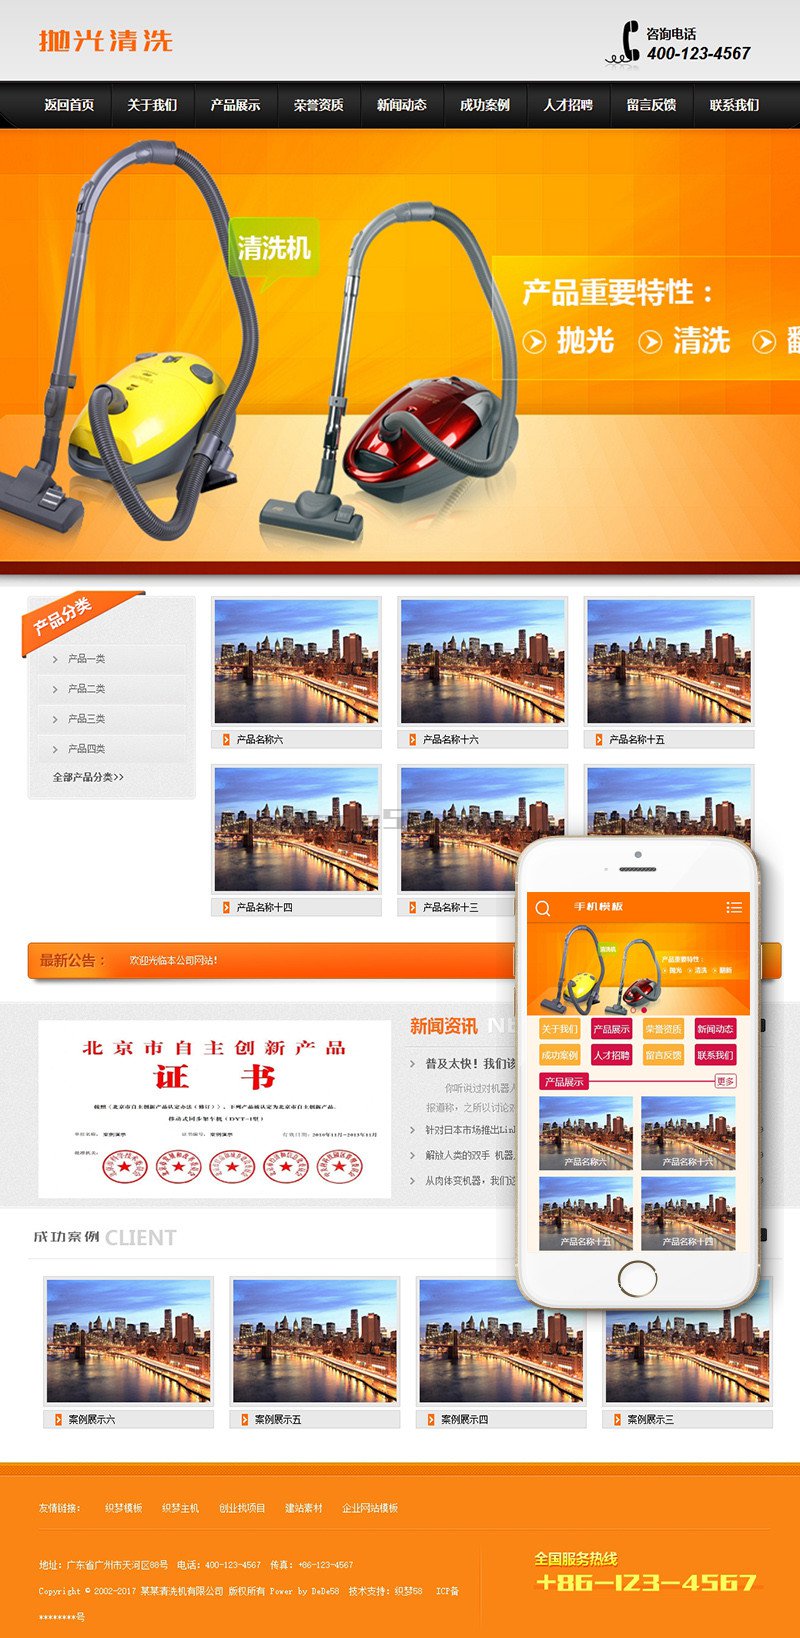 抛光清洗
咨询电话
400-123-4567
返回首页 关于我们 产品展示 荣誉资质 新闻动态 成功案例 人才招聘 留言反馈 联系我们
清洗机
产品重要特性：
抛光 清洗
产品分类
产品一类
产品二类
产品三类
产品四类
全部产品分类>>
产品名称六
产品名称十六
产品名称十五
产品名称十四
产品名称十三
最新公告：
欢迎光临本公司网站！
新闻资讯 NE
北京市自主创新产品
证 书
普及太快！我们该
你听说过对机器人
报道称，之所以讨论对
针对日本市场推出Lin
解放人类的双手 机器
从肉体变机器，我们这
手机模板
清洗机
产品重要特性：
抛光 清洗 翻新
关于我们 产品展示 荣誉资质 新闻动态
成功案例 人才招聘 留言反馈 联系我们
产品展示
更多
产品名称六
产品名称十六
产品名称十五
产品名称十四
成功案例 CLIENT
案例展示六
案例展示五
案例展示四
案例展示三
友情链接： 织梦模板 织梦主机 创业找项目 建站素材 企业网站模板
地址：广东省广州市天河区88号 电话：400-123-4567 传真：+86-123-4567
Copyright © 2002-2017 某某清洗机有限公司 版权所有 Power by DeDe58 技术支持：织梦58 ICP备
********号
全国服务热线
+86-123-4567